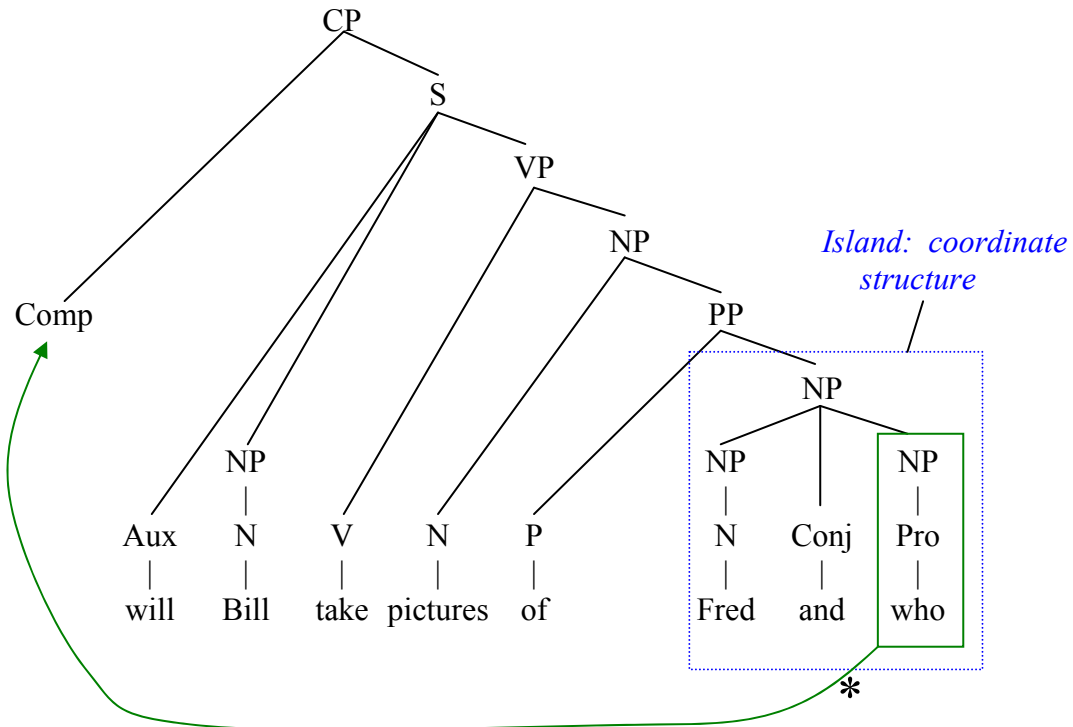 CP
S
VP
NP
Island: coordinate
structure
Comp
PP
NP
NP NP NP
Aux N V N P N Conj Pro
will Bill take pictures of Fred and who
*